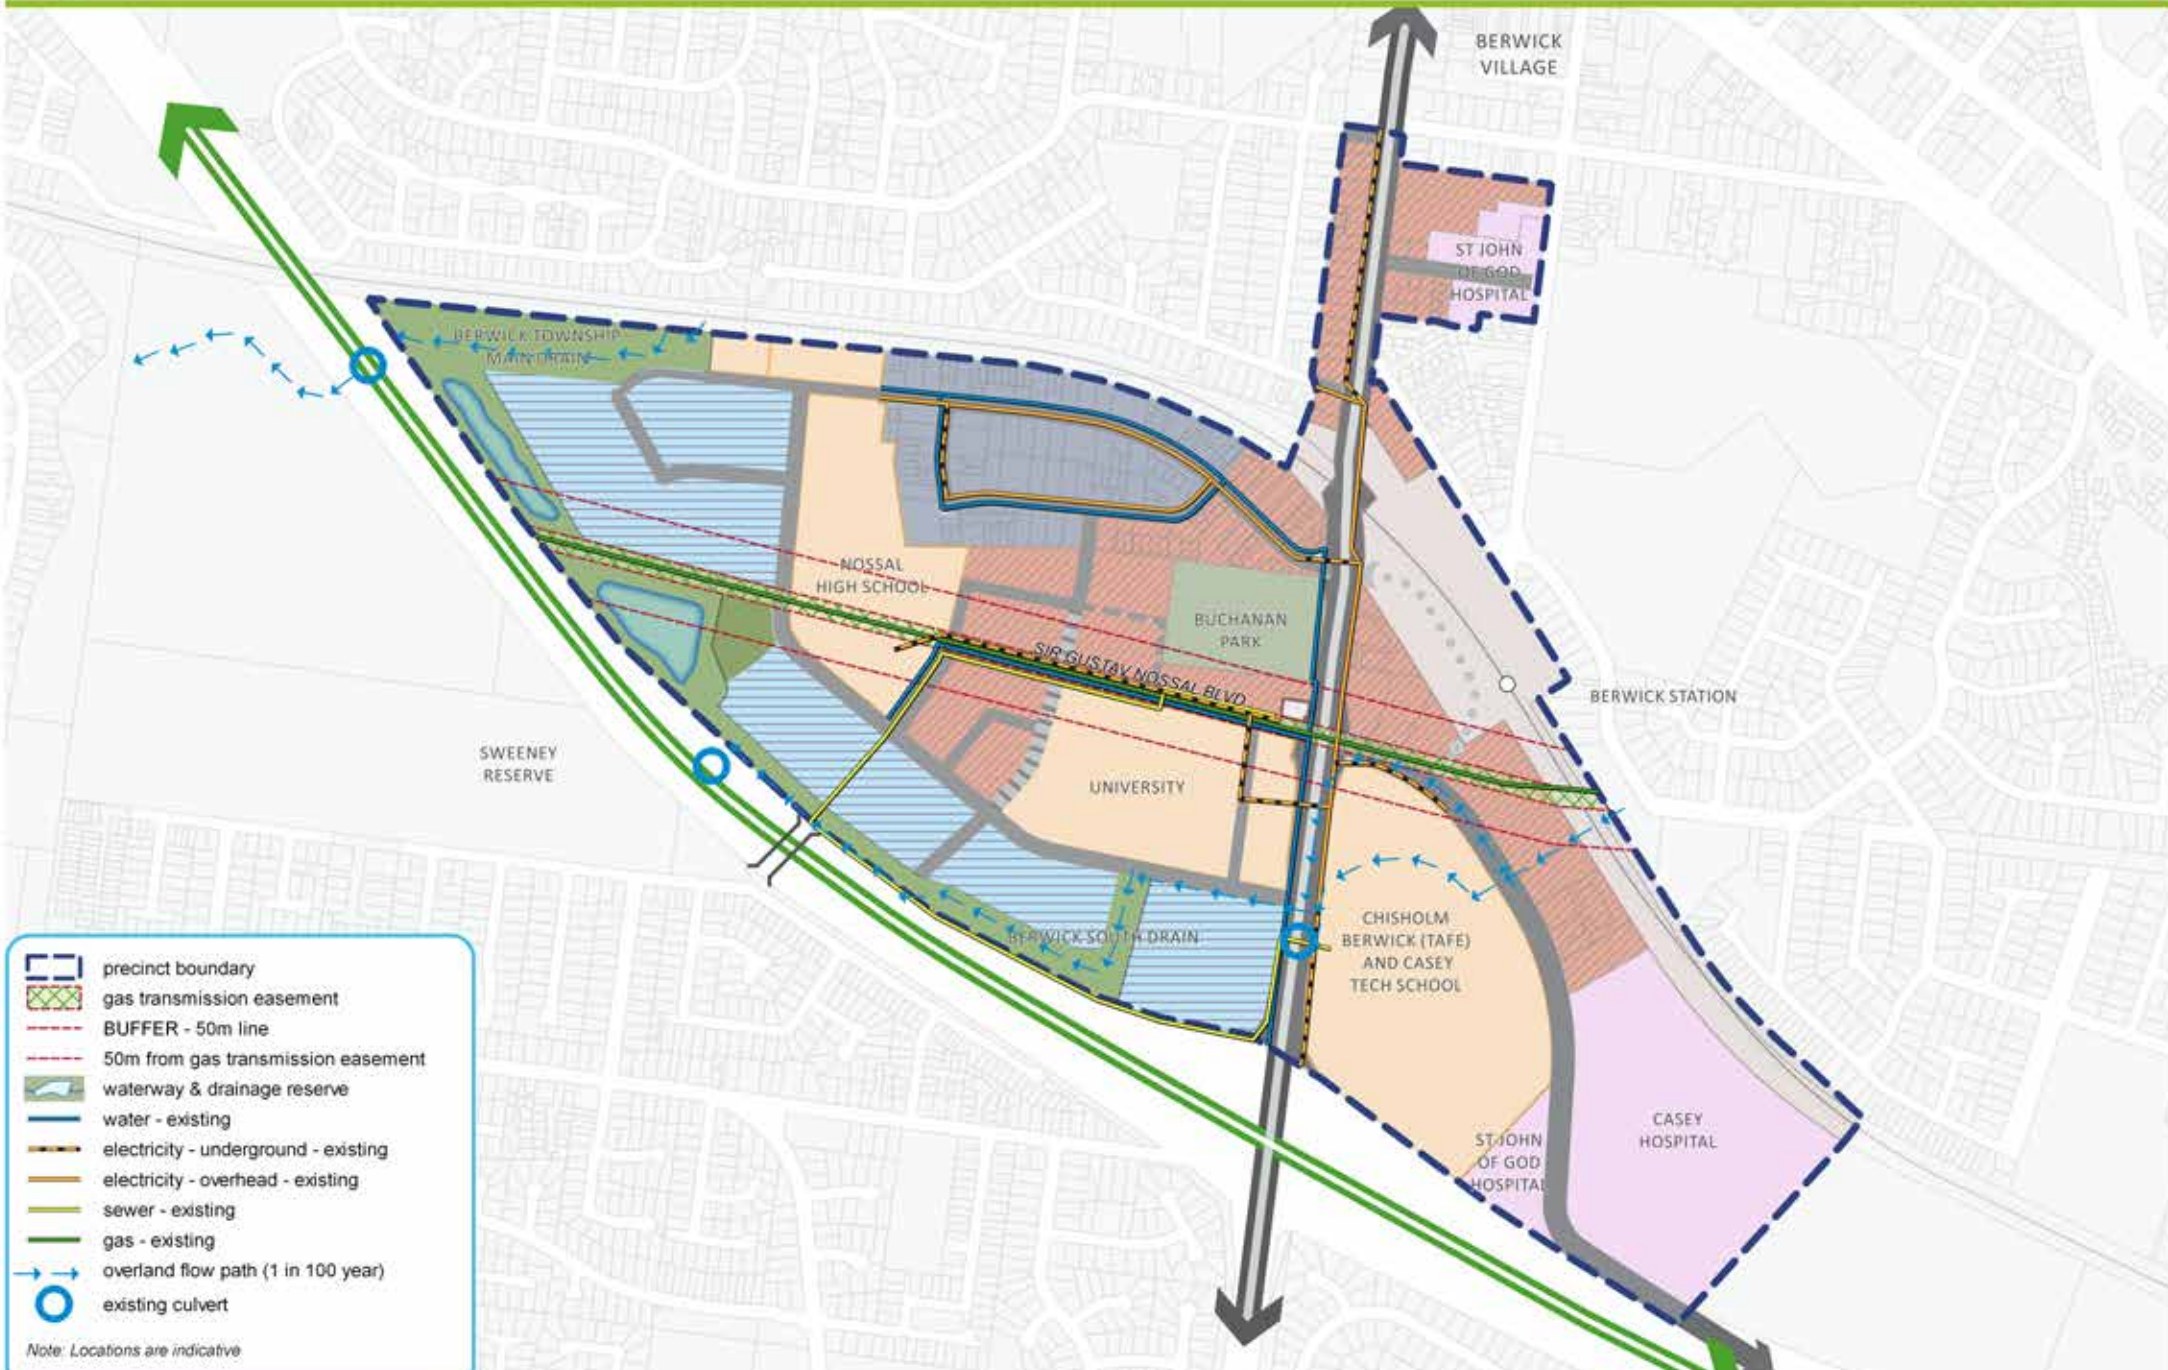 BERWICK
VILLAGE
ST JOHN
OF GOD
HOSPITAL
BERWICK TOWNSHIP
MAIN DRAIN
NOSSAL
HIGH SCHOOL
BUCHANAN
PARK
SIR GUSTAV NOSSAL BLVD
BERWICK STATION
SWEENEY
RESERVE
UNIVERSITY
BERWICK SOUTH DRAIN
CHISHOLM
BERWICK (TAFE)
AND CASEY
TECH SCHOOL
CASEY
HOSPITAL
ST JOHN
OF GOD
HOSPITAL
precinct boundary
gas transmission easement
BUFFER - 50m line
50m from gas transmission easement
waterway & drainage reserve
water - existing
electricity - underground - existing
electricity - overhead - existing
sewer - existing
gas - existing
overland flow path (1 in 100 year)
existing culvert
Note: Locations are indicative